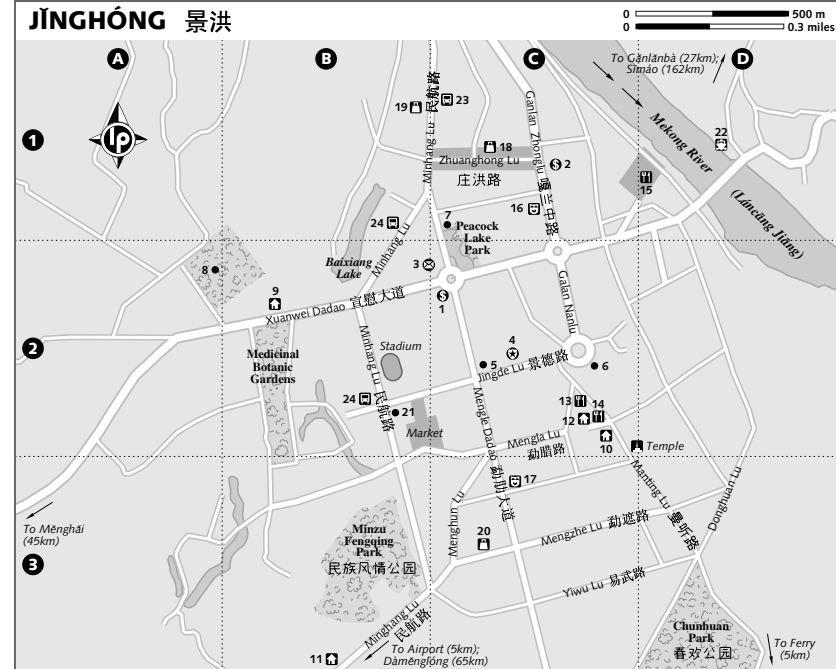 JǏNGHÓNG 景洪
0 500 m
0 0.3 miles
A
B
C
D
To Gǎnlǎnbà (27km);
Sīmáo (162km)
lp
1
19
Minhang Lu 民航路
23
18
Zhuanghong Lu
庄洪路
Ganlan Zhonglu 嘎兰中路
2
Mekong River
(Láncāng Jiāng)
22
15
24
Minhang Lu
7
Peacock
Lake
Park
16
Baixiang
Lake
3
8
9
Xuanwei Dadao 宣慰大道
1
Galan Nanlu
2
Medicinal
Botanic
Gardens
Minhang Lu 民航路
Stadium
4
5
Jingde Lu 景德路
6
24
21
Market
Mengle Dadao 勐肋大道
13
14
12
10
Mengla Lu
勐腊路
Temple
Manting Lu 曼听路
Donghuan Lu
To Měnghǎi
(45km)
3
17
Menghun Lu
20
Mengzhe Lu 勐遮路
Minzu
Fengqing
Park
民族风情公园
Yiwu Lu 易武路
Minghang Lu
民航路
11
To Airport (5km);
Dàměnglóng (65km)
Chunhuan
Park
春欢公园
To Ferry
(5km)